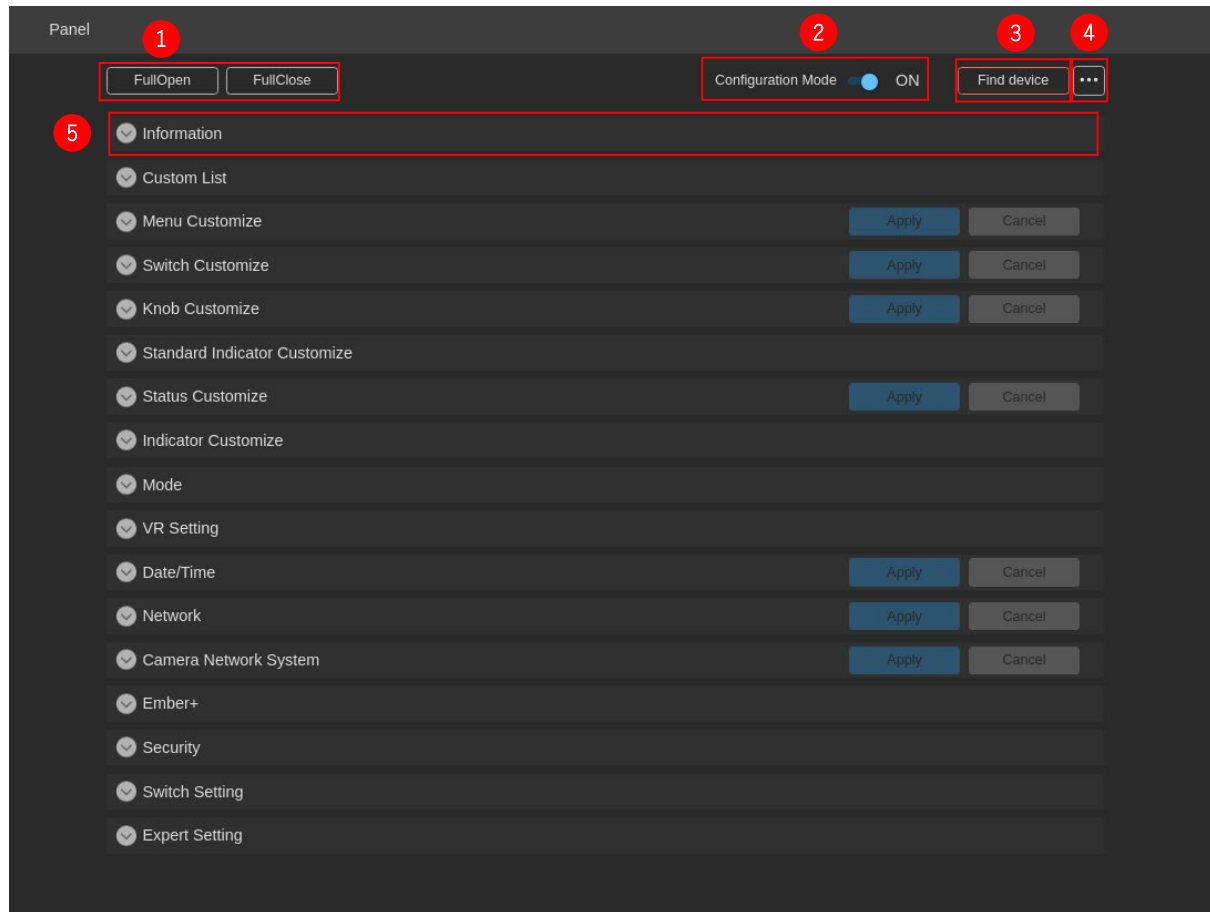 Panel
1
2
3
4
FullOpen FullClose Configuration Mode ON Find device •••
5
Information
Custom List
Menu Customize Apply Cancel
Switch Customize Apply Cancel
Knob Customize Apply Cancel
Standard Indicator Customize
Status Customize Apply Cancel
Indicator Customize
Mode
VR Setting
Date/Time Apply Cancel
Network Apply Cancel
Camera Network System Apply Cancel
Ember+
Security
Switch Setting
Expert Setting